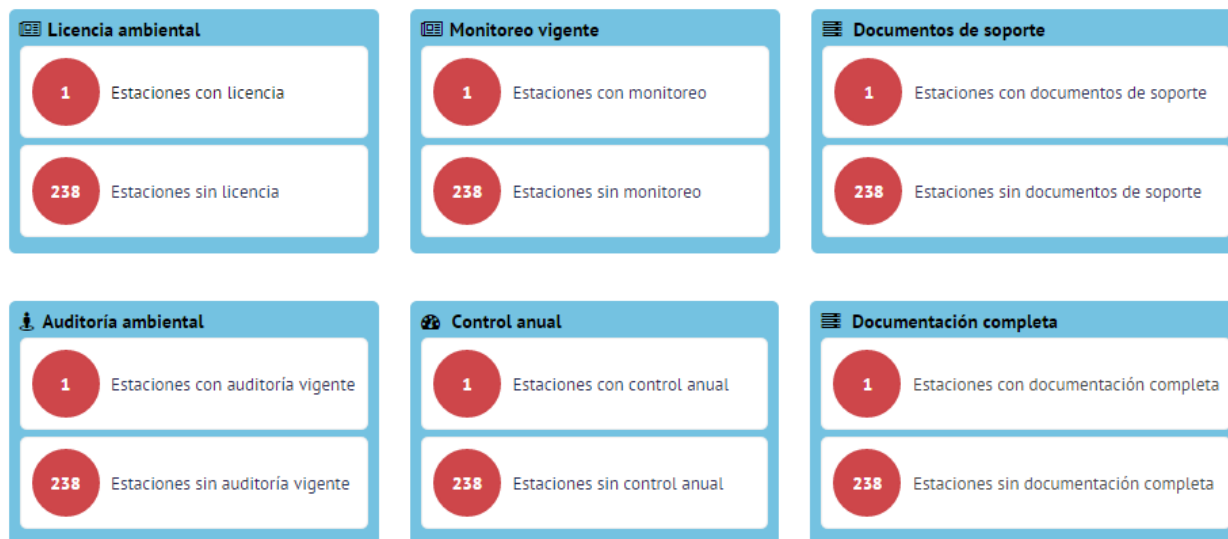 Licencia ambiental
1 Estaciones con licencia
238 Estaciones sin licencia
Monitoreo vigente
1 Estaciones con monitoreo
238 Estaciones sin monitoreo
Documentos de soporte
1 Estaciones con documentos de soporte
238 Estaciones sin documentos de soporte
Auditoría ambiental
1 Estaciones con auditoría vigente
238 Estaciones sin auditoría vigente
Control anual
1 Estaciones con control anual
238 Estaciones sin control anual
Documentación completa
1 Estaciones con documentación completa
238 Estaciones sin documentación completa